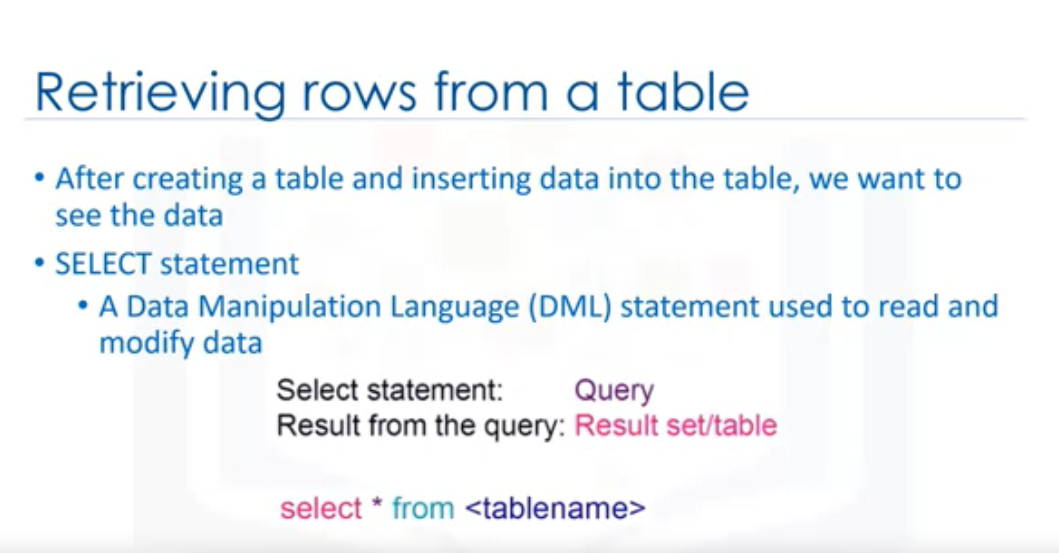 Retrieving rows from a table
• After creating a table and inserting data into the table, we want to
see the data
• SELECT statement
• A Data Manipulation Language (DML) statement used to read and
modify data
Select statement: Query
Result from the query: Result set/table
select * from <tablename>